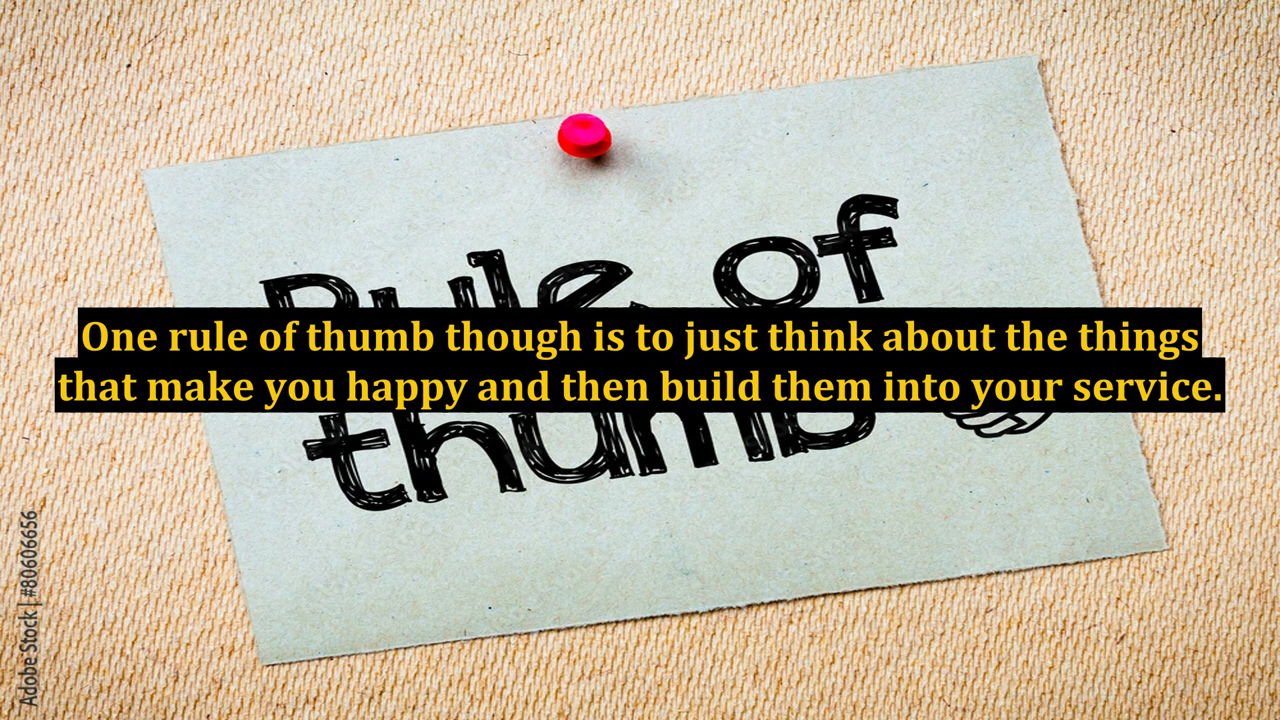 Rule of
One rule of thumb though is to just think about the things
that make you happy and then build them into your service.
thumb
Adobe Stock | #80606656